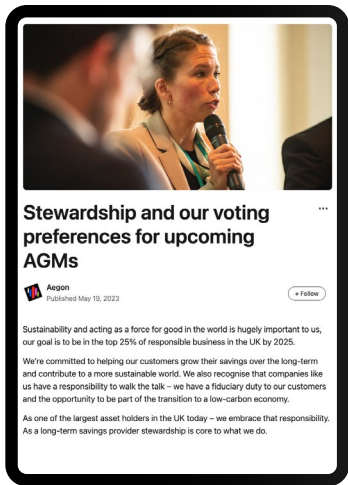 Stewardship and our voting
preferences for upcoming
AGMs
Aegon
Published May 19, 2023
+ Follow
Sustainability and acting as a force for good in the world is hugely important to us,
our goal is to be in the top 25% of responsible business in the UK by 2025.
We're committed to helping our customers grow their savings over the long-term
and contribute to a more sustainable world. We also recognise that companies like
us have a responsibility to walk the talk – we have a fiduciary duty to our customers
and the opportunity to be part of the transition to a low-carbon economy.
As one of the largest asset holders in the UK today – we embrace that responsibility.
As a long-term savings provider stewardship is core to what we do.